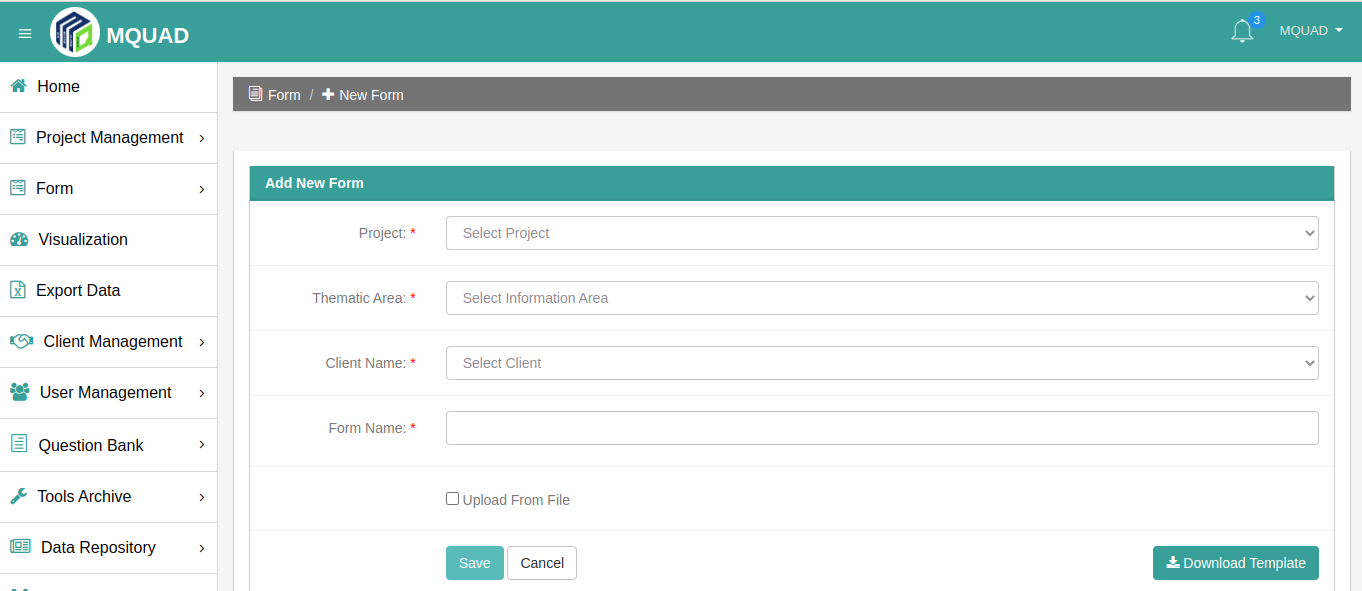 MQUAD
3
MQUAD
Home
Project Management
Form
Visualization
Export Data
Client Management
User Management
Question Bank
Tools Archive
Data Repository
Form / New Form
Add New Form
Project: *
Select Project
Thematic Area: *
Select Information Area
Client Name: *
Select Client
Form Name: *
Upload From File
Save
Cancel
Download Template